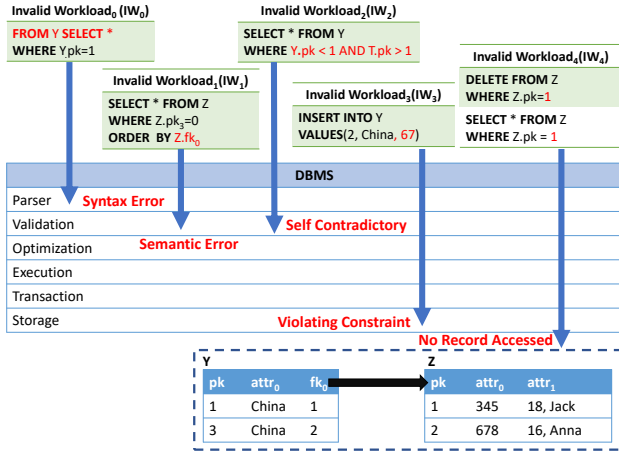 Invalid Workload₀ (IW₀)
FROM Y SELECT *
WHERE Y.pk=1
Invalid Workload₂(IW₂)
SELECT * FROM Y
WHERE Y.pk < 1 AND T.pk > 1
Invalid Workload₄(IW₄)
DELETE FROM Z
WHERE Z.pk=1
SELECT * FROM Z
WHERE Z.pk = 1
Invalid Workload₁(IW₁)
SELECT * FROM Z
WHERE Z.pk₃=0
ORDER BY Z.fk₀
Invalid Workload₃(IW₃)
INSERT INTO Y
VALUES(2, China, 67)
DBMS
Parser
Syntax Error
Validation
Self Contradictory
Semantic Error
Optimization
Execution
Transaction
Storage
Violating Constraint
No Record Accessed
Y
pk attr₀ fk₀
1 China 1
3 China 2
Z
pk attr₀ attr₁
1 345 18, Jack
2 678 16, Anna